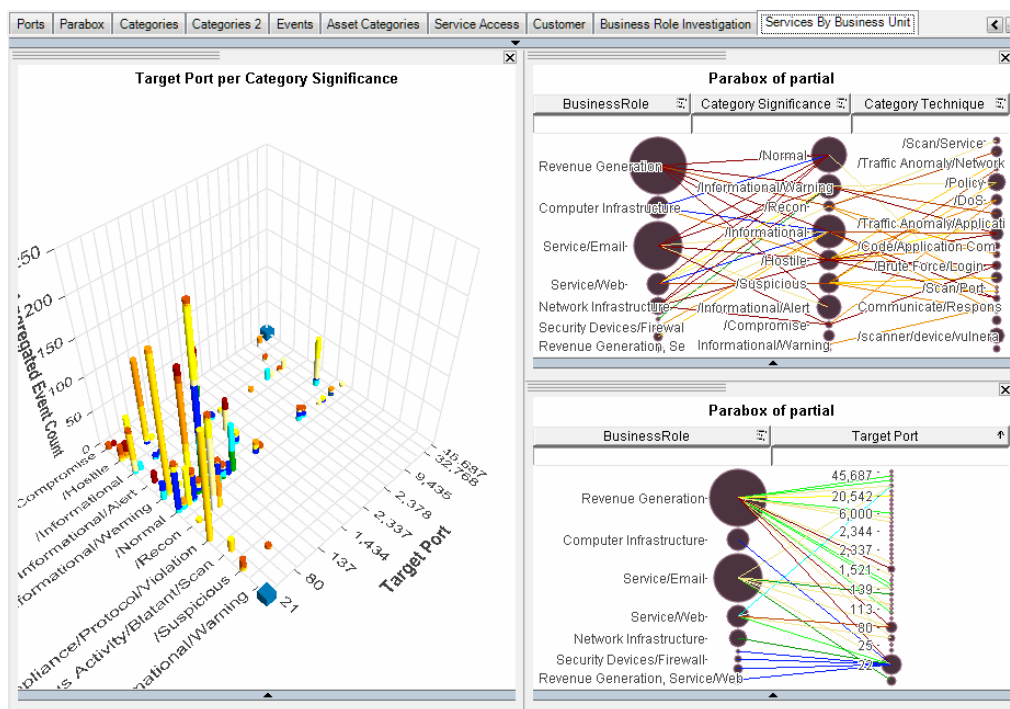 Ports Parabox Categories Categories 2 Events Asset Categories Service Access Customer Business Role Investigation Services By Business Unit
Target Port per Category Significance
50
200
150
100
50
0
ggregated Event Count
Compromise
/Hostile
/Informational
nformational/Alert
ormational/Warning
/Normal
/Recon
npliance/Protocol/Violation
s Activity/Blatant/Scan
/Suspicious
national/Warning
45,687
32,768
9,435
2,378
2,337
1,434
137
80
21
Target Port
Parabox of partial
BusinessRole Category Significance Category Technique
Revenue Generation
Computer Infrastructure
Service/Email
Service/Web
Network Infrastructure
Security Devices/Firewal
Revenue Generation, Se
/Normal
/Informational/Warning
/Recon
/Informational
/Hostile
/Suspicious
/Informational/Alert
/Compromise
Informational/Warning
/Scan/Service
/Traffic Anomaly/Network
/Policy
/DoS
/Traffic Anomaly/Applicati
/Code/Application Com
/Brute Force/Login
/Scan/Port
Communicate/Respons
/scanner/device/vulnera
Parabox of partial
BusinessRole Target Port
Revenue Generation
Computer Infrastructure
Service/Email
Service/Web
Network Infrastructure
Security Devices/Firewall
Revenue Generation, Service/Web
45,687
20,542
6,000
2,344
2,337
1,521
139
113
80
25
22